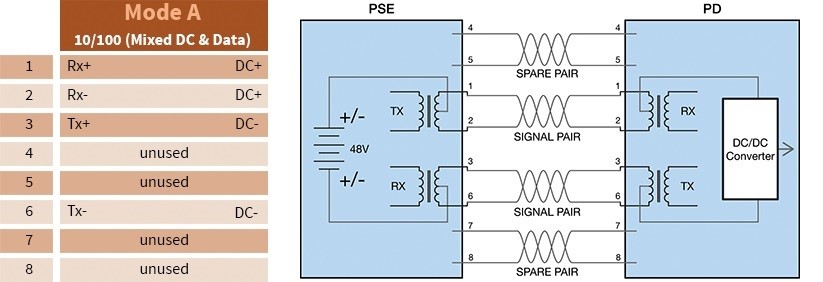 Mode A
10/100 (Mixed DC & Data)
1 Rx+ DC+
2 Rx- DC+
3 Tx+ DC-
4 unused
5 unused
6 Tx- DC-
7 unused
8 unused
PSE PD
4 4
5 5
SPARE PAIR
1 1
TX RX
2 2
SIGNAL PAIR
+/-
48V
+/-
DC/DC
Converter
3 3
RX TX
6 6
SIGNAL PAIR
7 7
8 8
SPARE PAIR